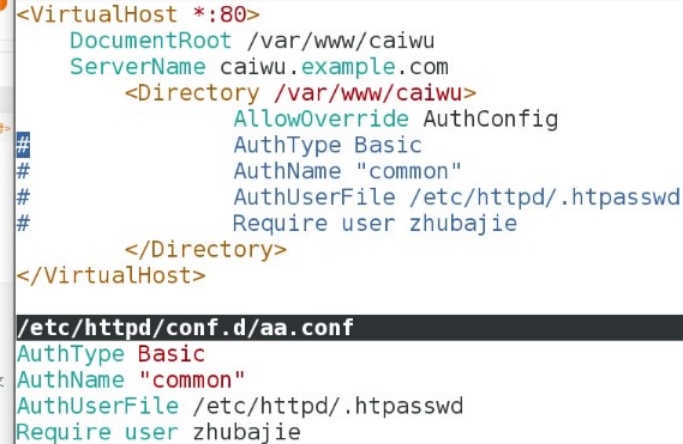 <VirtualHost *:80>
DocumentRoot /var/www/caiwu
ServerName caiwu.example.com
<Directory /var/www/caiwu>
AllowOverride AuthConfig
# AuthType Basic
# AuthName "common"
# AuthUserFile /etc/httpd/.htpasswd
# Require user zhubajie
</Directory>
</VirtualHost>
/etc/httpd/conf.d/aa.conf
AuthType Basic
AuthName "common"
AuthUserFile /etc/httpd/.htpasswd
Require user zhubajie